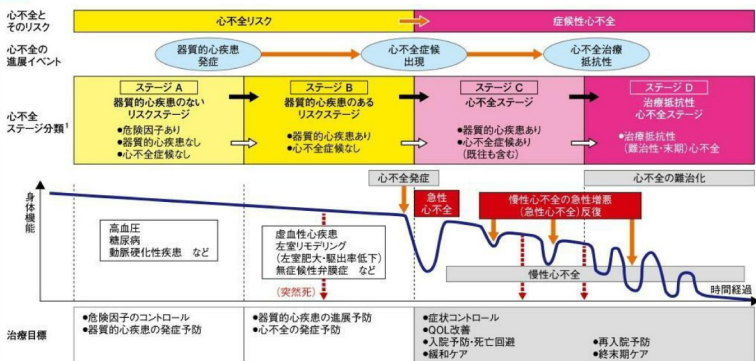 心不全と
そのリスク
心不全リスク
症候性心不全
心不全の
進展イベント
器質的心疾患
発症
心不全症候
出現
心不全治療
抵抗性
心不全
ステージ分類1
ステージ A
器質的心疾患のない
リスクステージ
●危険因子あり
●器質的心疾患なし
●心不全症候なし
ステージ B
器質的心疾患のある
リスクステージ
●器質的心疾患あり
●心不全症候なし
ステージ C
心不全ステージ
●器質的心疾患あり
●心不全症候あり
(既往も含む)
ステージ D
治療抵抗性
心不全ステージ
●治療抵抗性
(難治性・末期)心不全
身体機能
高血圧
糖尿病
動脈硬化性疾患 など
虚血性心疾患
左室リモデリング
(左室肥大・駆出率低下)
無症候性弁膜症 など
(突然死)
心不全発症
急性
心不全
慢性心不全の急性増悪
(急性心不全)反復
心不全の難治化
慢性心不全
時間経過
治療目標
●危険因子のコントロール
●器質的心疾患の発症予防
●器質的心疾患の進展予防
●心不全の発症予防
●症状コントロール
●QOL改善
●入院予防・死亡回避
●緩和ケア
●再入院予防
●終末期ケア